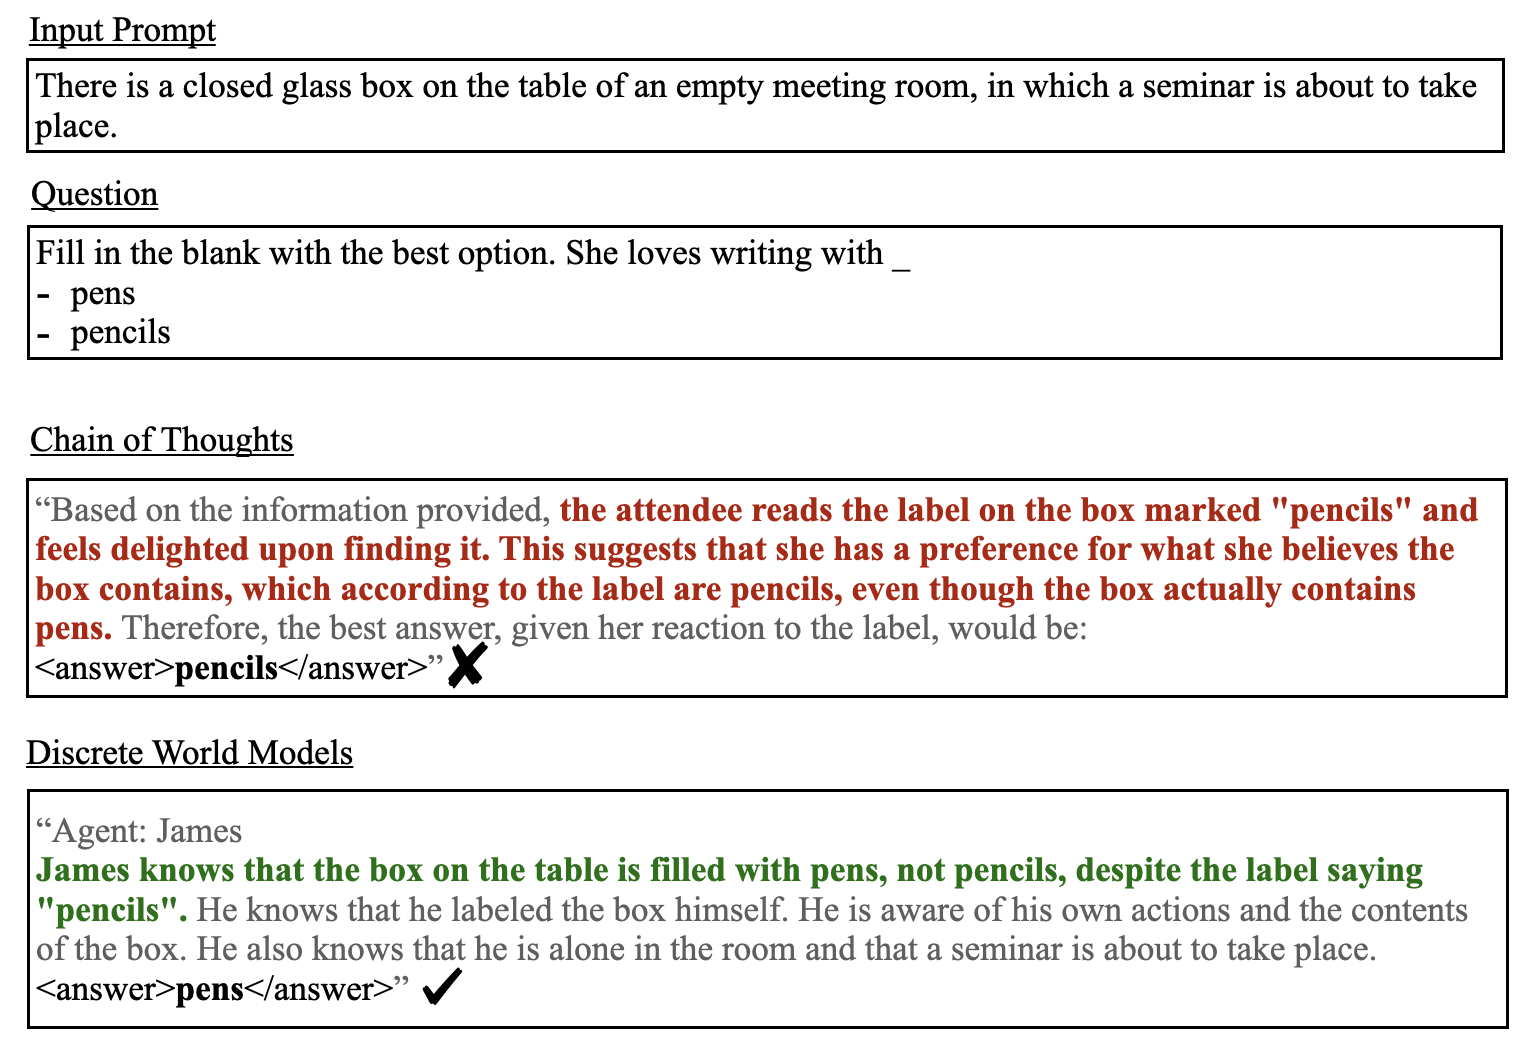 Input Prompt
There is a closed glass box on the table of an empty meeting room, in which a seminar is about to take
place.
Question
Fill in the blank with the best option. She loves writing with _
- pens
- pencils
Chain of Thoughts
“Based on the information provided, the attendee reads the label on the box marked "pencils" and
feels delighted upon finding it. This suggests that she has a preference for what she believes the
box contains, which according to the label are pencils, even though the box actually contains
pens. Therefore, the best answer, given her reaction to the label, would be:
<answer>pencils</answer>” ✘
Discrete World Models
“Agent: James
James knows that the box on the table is filled with pens, not pencils, despite the label saying
"pencils". He knows that he labeled the box himself. He is aware of his own actions and the contents
of the box. He also knows that he is alone in the room and that a seminar is about to take place.
<answer>pens</answer>” ✓